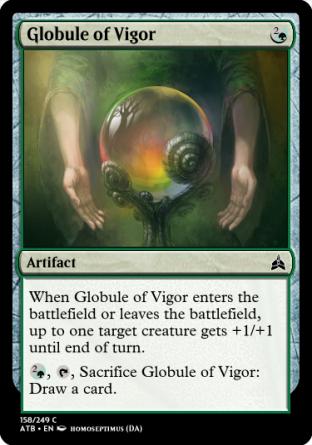 Globule of Vigor
Artifact
When Globule of Vigor enters the
battlefield or leaves the battlefield,
up to one target creature gets +1/+1
until end of turn.
, , Sacrifice Globule of Vigor:
Draw a card.
158/249 C
ATB • EN HOMOSEPTIMUS (DA)